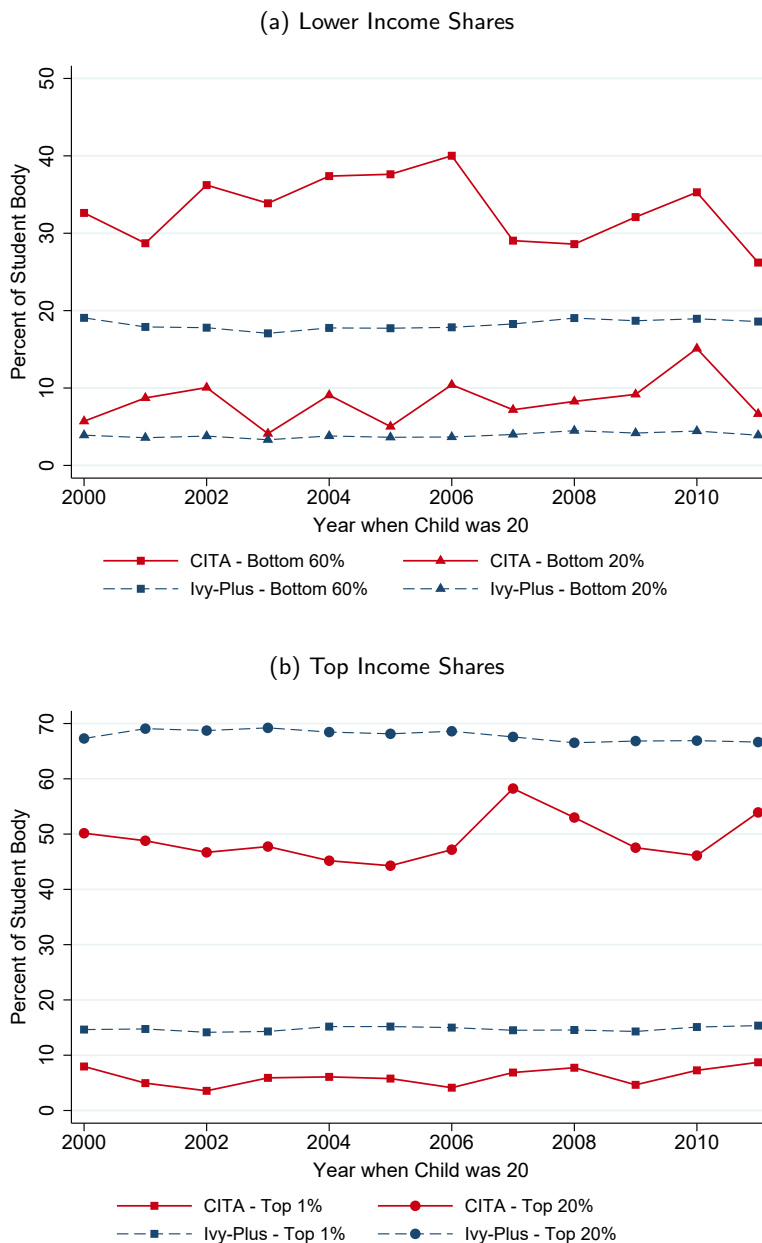 (a) Lower Income Shares
50
40
30
20
10
0
Percent of Student Body
2000 2002 2004 2006 2008 2010
Year when Child was 20
CITA - Bottom 60% CITA - Bottom 20%
Ivy-Plus - Bottom 60% Ivy-Plus - Bottom 20%
(b) Top Income Shares
70
60
50
40
30
20
10
0
Percent of Student Body
2000 2002 2004 2006 2008 2010
Year when Child was 20
CITA - Top 1% CITA - Top 20%
Ivy-Plus - Top 1% Ivy-Plus - Top 20%